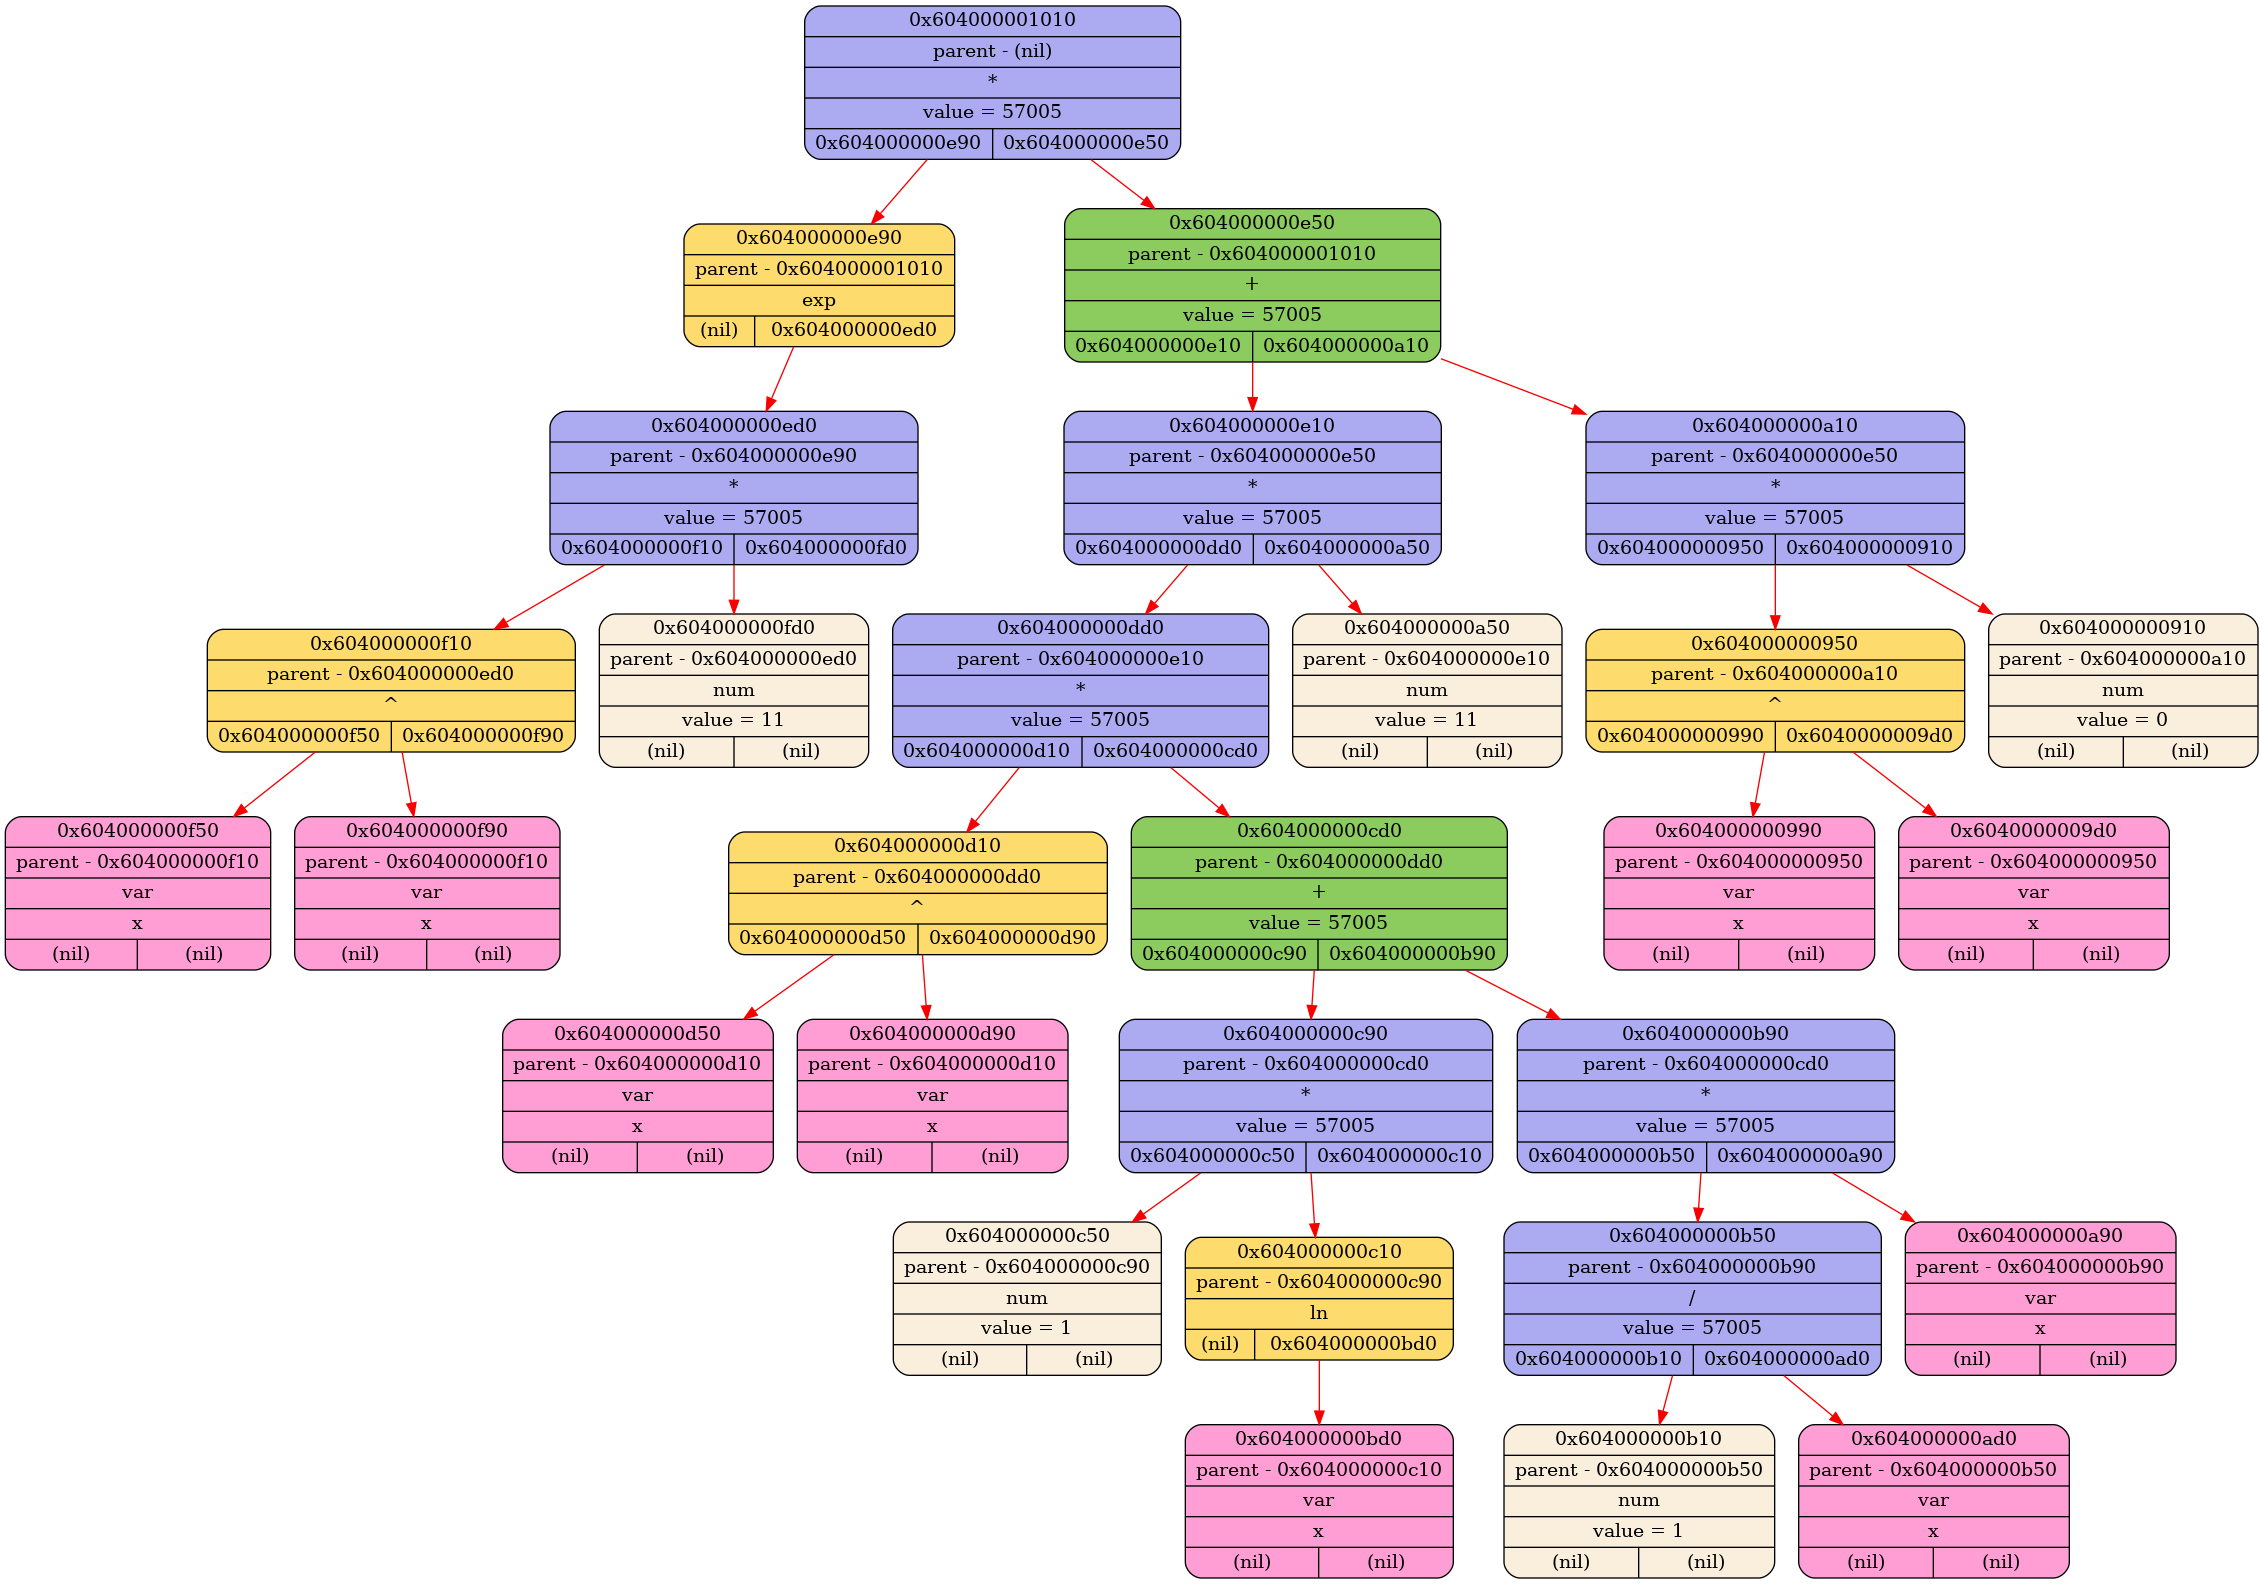 0x604000001010
parent - (nil)
*
value = 57005
0x604000000e90 0x604000000e50
0x604000000e90
parent - 0x604000001010
exp
(nil) 0x604000000ed0
0x604000000e50
parent - 0x604000001010
+
value = 57005
0x604000000e10 0x604000000a10
0x604000000ed0
parent - 0x604000000e90
*
value = 57005
0x604000000f10 0x604000000fd0
0x604000000e10
parent - 0x604000000e50
*
value = 57005
0x604000000dd0 0x604000000a50
0x604000000a10
parent - 0x604000000e50
*
value = 57005
0x604000000950 0x604000000910
0x604000000f10
parent - 0x604000000ed0
^
0x604000000f50 0x604000000f90
0x604000000fd0
parent - 0x604000000ed0
num
value = 11
(nil) (nil)
0x604000000dd0
parent - 0x604000000e10
*
value = 57005
0x604000000d10 0x604000000cd0
0x604000000a50
parent - 0x604000000e10
num
value = 11
(nil) (nil)
0x604000000950
parent - 0x604000000a10
^
0x604000000990 0x6040000009d0
0x604000000910
parent - 0x604000000a10
num
value = 0
(nil) (nil)
0x604000000f50
parent - 0x604000000f10
var
x
(nil) (nil)
0x604000000f90
parent - 0x604000000f10
var
x
(nil) (nil)
0x604000000d10
parent - 0x604000000dd0
^
0x604000000d50 0x604000000d90
0x604000000cd0
parent - 0x604000000dd0
+
value = 57005
0x604000000c90 0x604000000b90
0x604000000990
parent - 0x604000000950
var
x
(nil) (nil)
0x6040000009d0
parent - 0x604000000950
var
x
(nil) (nil)
0x604000000d50
parent - 0x604000000d10
var
x
(nil) (nil)
0x604000000d90
parent - 0x604000000d10
var
x
(nil) (nil)
0x604000000c90
parent - 0x604000000cd0
*
value = 57005
0x604000000c50 0x604000000c10
0x604000000b90
parent - 0x604000000cd0
*
value = 57005
0x604000000b50 0x604000000a90
0x604000000c50
parent - 0x604000000c90
num
value = 1
(nil) (nil)
0x604000000c10
parent - 0x604000000c90
ln
(nil) 0x604000000bd0
0x604000000b50
parent - 0x604000000b90
/
value = 57005
0x604000000b10 0x604000000ad0
0x604000000a90
parent - 0x604000000b90
var
x
(nil) (nil)
0x604000000bd0
parent - 0x604000000c10
var
x
(nil) (nil)
0x604000000b10
parent - 0x604000000b50
num
value = 1
(nil) (nil)
0x604000000ad0
parent - 0x604000000b50
var
x
(nil) (nil)